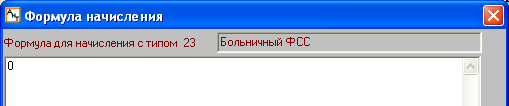 Формула начисления
Формула для начисления с типом 23 Больничный ФСС
0